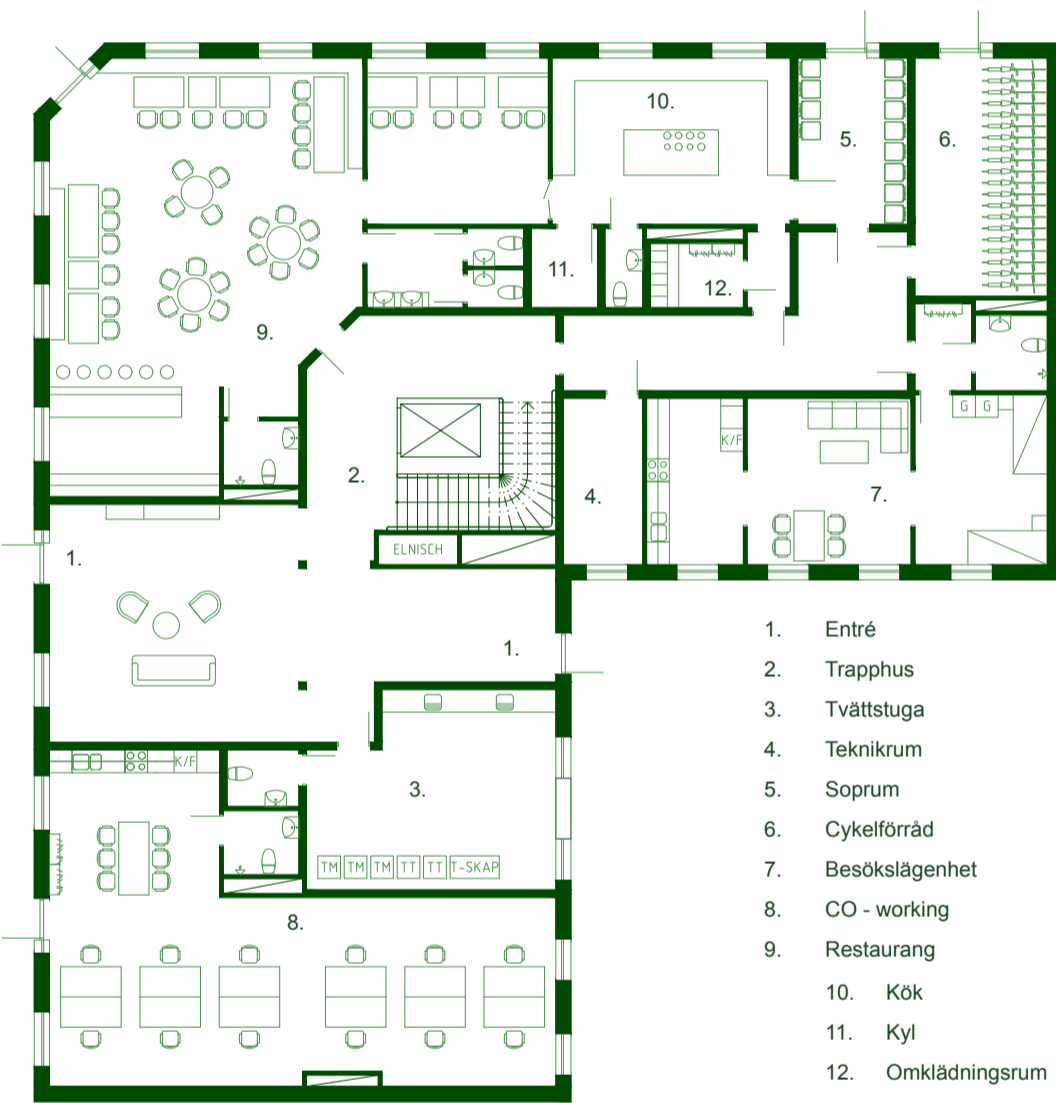 10.
5.
6.
11.
12.
9.
G G
K/F
2.
4.
7.
1.
ELNISCH
1.
K/F
3.
TM TM TM TT TT T-SKAP
8.
1. Entré
2. Trapphus
3. Tvättstuga
4. Teknikrum
5. Soprum
6. Cykelförråd
7. Besökslägenhet
8. CO - working
9. Restaurang
10. Kök
11. Kyl
12. Omklädningsrum